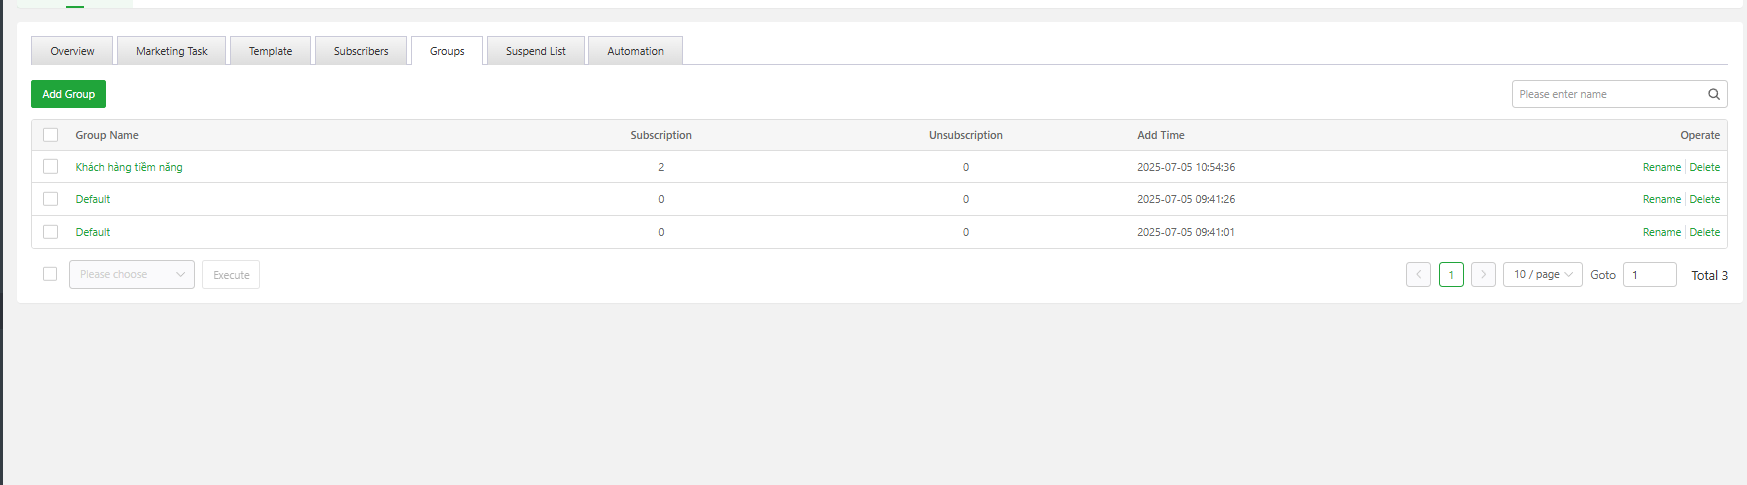 Overview Marketing Task Template Subscribers Groups Suspend List Automation
Add Group Please enter name
Group Name Subscription Unsubscription Add Time Operate
Khách hàng tiềm năng 2 0 2025-07-05 10:54:36 Rename Delete
Default 0 0 2025-07-05 09:41:26 Rename Delete
Default 0 0 2025-07-05 09:41:01 Rename Delete
Please choose Execute 1 10 / page Goto 1 Total 3